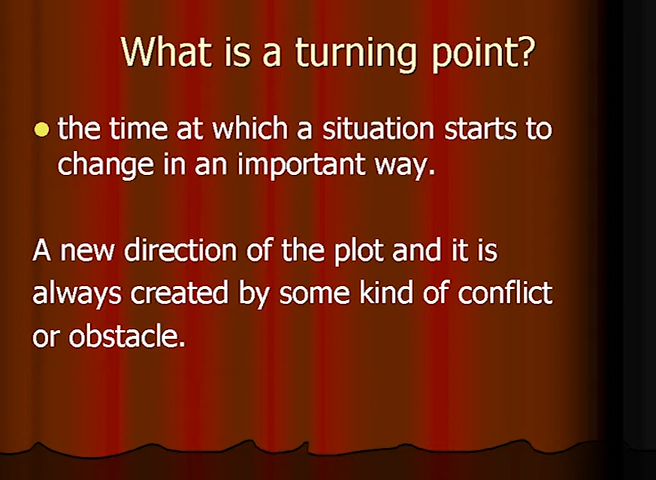 What is a turning point?
the time at which a situation starts to
change in an important way.
A new direction of the plot and it is
always created by some kind of conflict
or obstacle.